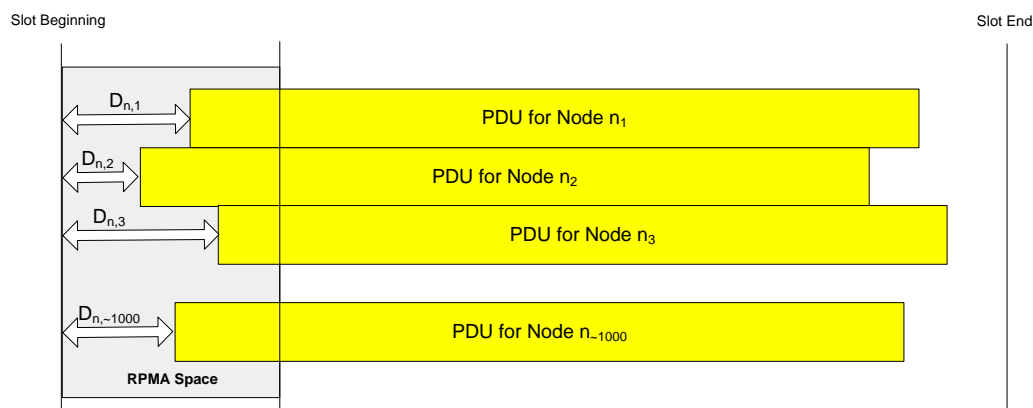 Slot Beginning
Slot End
Dn,1
PDU for Node n1
Dn,2
PDU for Node n2
Dn,3
PDU for Node n3
Dn,~1000
PDU for Node n~1000
RPMA Space